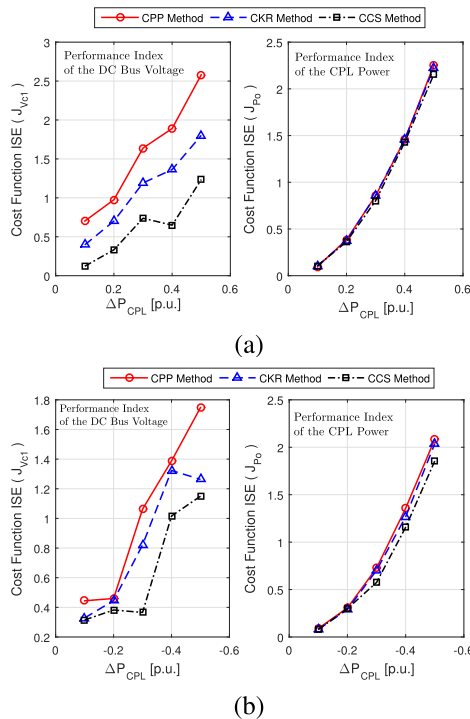 CPP Method CKR Method CCS Method
Performance Index
of the DC Bus Voltage
Cost Function ISE ( J_Vc1 )
3
2.5
2
1.5
1
0.5
0
0 0.2 0.4 0.6
ΔP_CPL [p.u.]
Performance Index
of the CPL Power
Cost Function ISE ( J_Po )
2.5
2
1.5
1
0.5
0
0 0.2 0.4 0.6
ΔP_CPL [p.u.]
(a)
CPP Method CKR Method CCS Method
Performance Index
of the DC Bus Voltage
Cost Function ISE ( J_Vc1 )
1.8
1.6
1.4
1.2
1
0.8
0.6
0.4
0.2
0 -0.2 -0.4 -0.6
ΔP_CPL [p.u.]
Performance Index
of the CPL Power
Cost Function ISE ( J_Po )
2.5
2
1.5
1
0.5
0
0 -0.2 -0.4 -0.6
ΔP_CPL [p.u.]
(b)